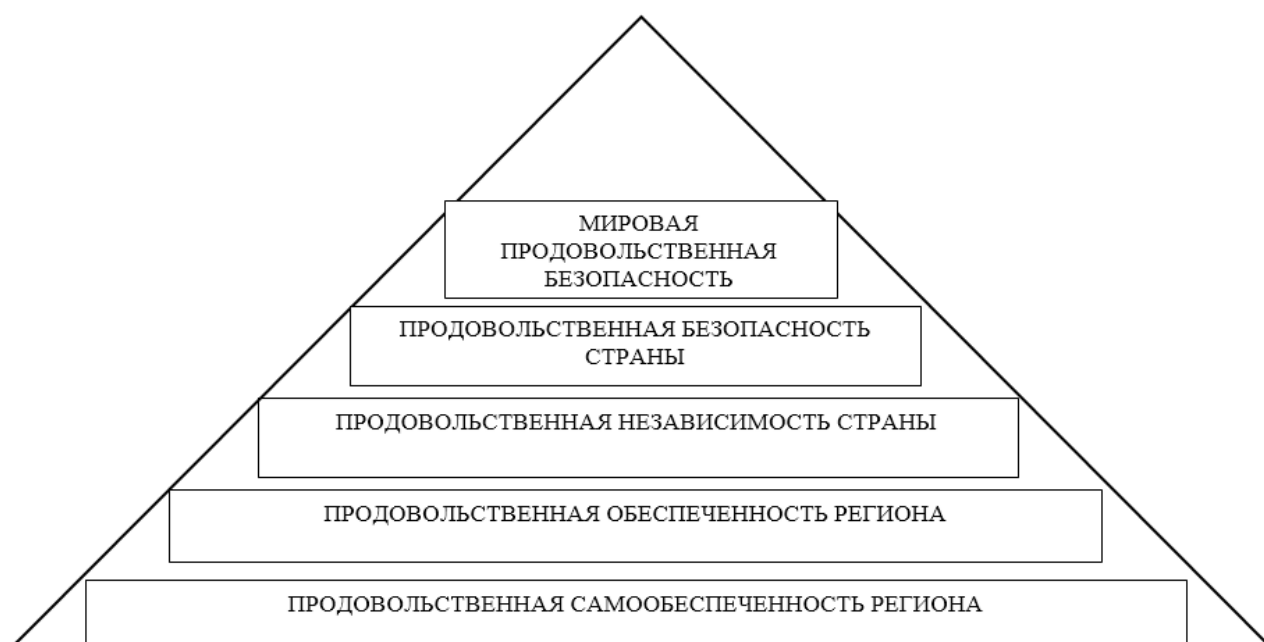 МИРОВАЯ
ПРОДОВОЛЬСТВЕННАЯ
БЕЗОПАСНОСТЬ
ПРОДОВОЛЬСТВЕННАЯ БЕЗОПАСНОСТЬ
СТРАНЫ
ПРОДОВОЛЬСТВЕННАЯ НЕЗАВИСИМОСТЬ СТРАНЫ
ПРОДОВОЛЬСТВЕННАЯ ОБЕСПЕЧЕННОСТЬ РЕГИОНА
ПРОДОВОЛЬСТВЕННАЯ САМООБЕСПЕЧЕННОСТЬ РЕГИОНА